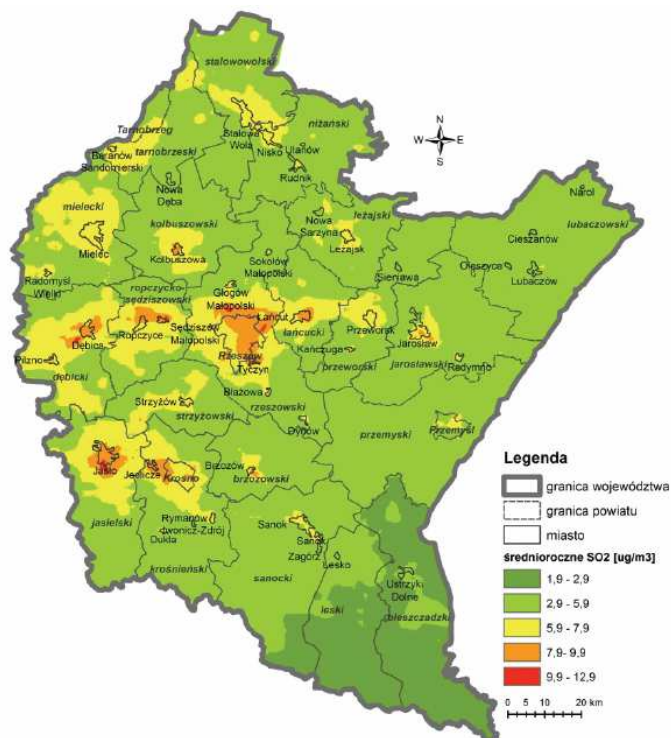 stalowowolski
Tarnobrzeg
tarnobrzeski
Baranów
Sandomierski
Stalowa
Wola
niżański
Nisko
Ulanów
Rudnik
N
W E
S
Nowa
Dęba
mielecki
Mielec
kolbuszowski
Kolbuszowa
Nowa
Sarzyna
leżajski
Leżajsk
Narol
lubaczowski
Cieszanów
Oleszyce
Lubaczów
Sieniawa
Sokołów
Małopolski
Radomyśl
Wielki
ropczycko-
sędziszowski
Głogów
Małopolski
Łańcut
łańcucki
Dębica
Ropczyce
Sędziszów
Małopolski
Przeworsk
Jarosław
Pilzno
dębicki
Rzeszów
Tyczyn
Kańczuga
przeworski
jarosławski
Radymno
Strzyżów
strzyżowski
Błażowa
rzeszowski
Dynów
przemyski
Przemyśl
Jasło
Jedlicze
Krosno
Brzozów
brzozowski
jasielski
Rymanów
Iwonicz-Zdrój
Dukla
krośnieński
Sanok
Sanok
Zagórz
Lesko
sanocki
leski
Ustrzyki
Dolne
bieszczadzki
Legenda
granica województwa
granica powiatu
miasto
średnioroczne SO2 [ug/m3]
1,9 - 2,9
2,9 - 5,9
5,9 - 7,9
7,9 - 9,9
9,9 - 12,9
0 5 10 20 km